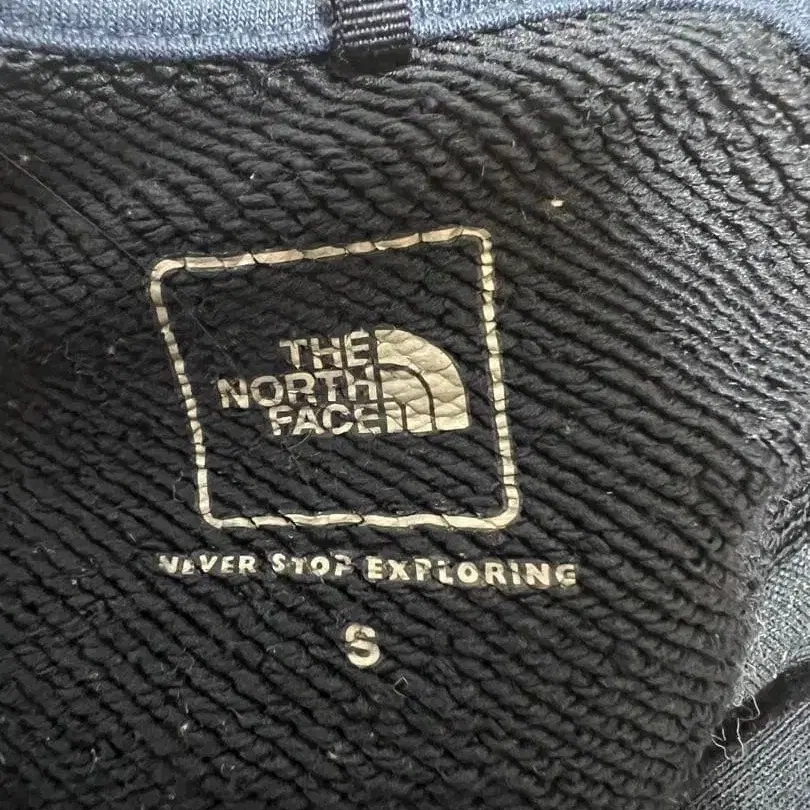 THE
NORTH
FACE
NEVER STOP EXPLORING
S